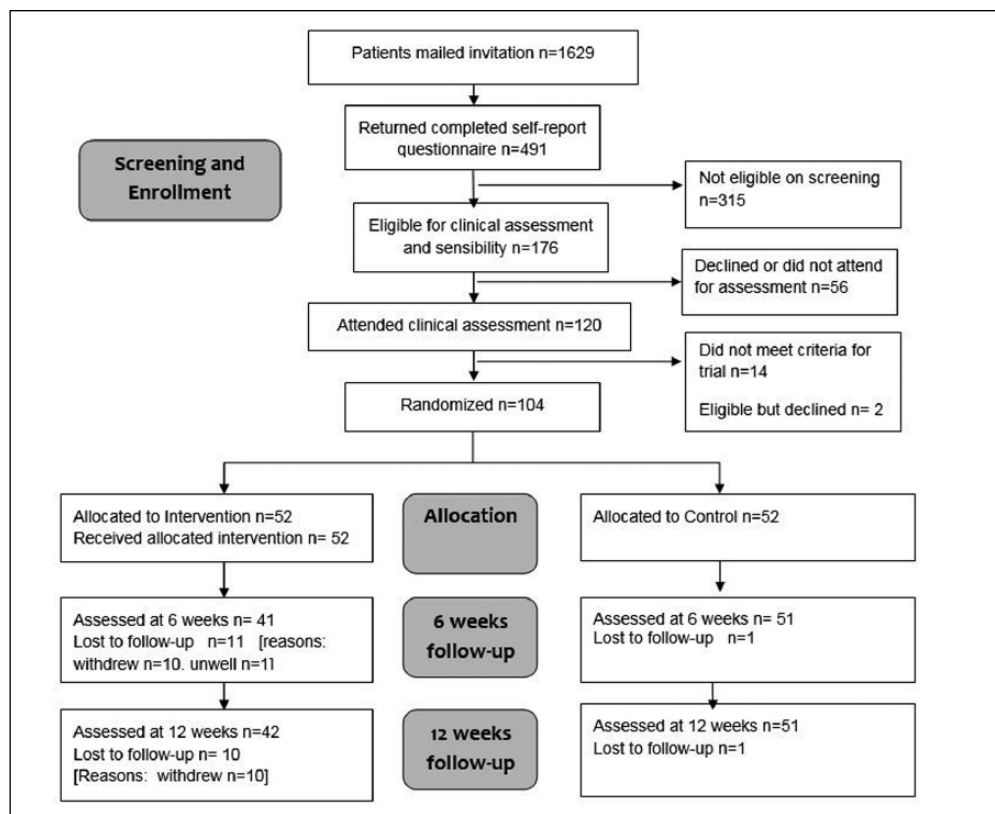 Patients mailed invitation n=1629
Returned completed self-report
questionnaire n=491
Screening and
Enrollment
Not eligible on screening
n=315
Eligible for clinical assessment
and sensibility n=176
Declined or did not attend
for assessment n=56
Attended clinical assessment n=120
Did not meet criteria for
trial n=14
Eligible but declined n= 2
Randomized n=104
Allocated to Intervention n=52
Received allocated intervention n= 52
Allocation
Allocated to Control n=52
Assessed at 6 weeks n= 41
Lost to follow-up n=11 [reasons:
withdrew n=10. unwell n=1]
6 weeks
follow-up
Assessed at 6 weeks n= 51
Lost to follow-up n=1
Assessed at 12 weeks n=42
Lost to follow-up n= 10
[Reasons: withdrew n=10]
12 weeks
follow-up
Assessed at 12 weeks n=51
Lost to follow-up n=1